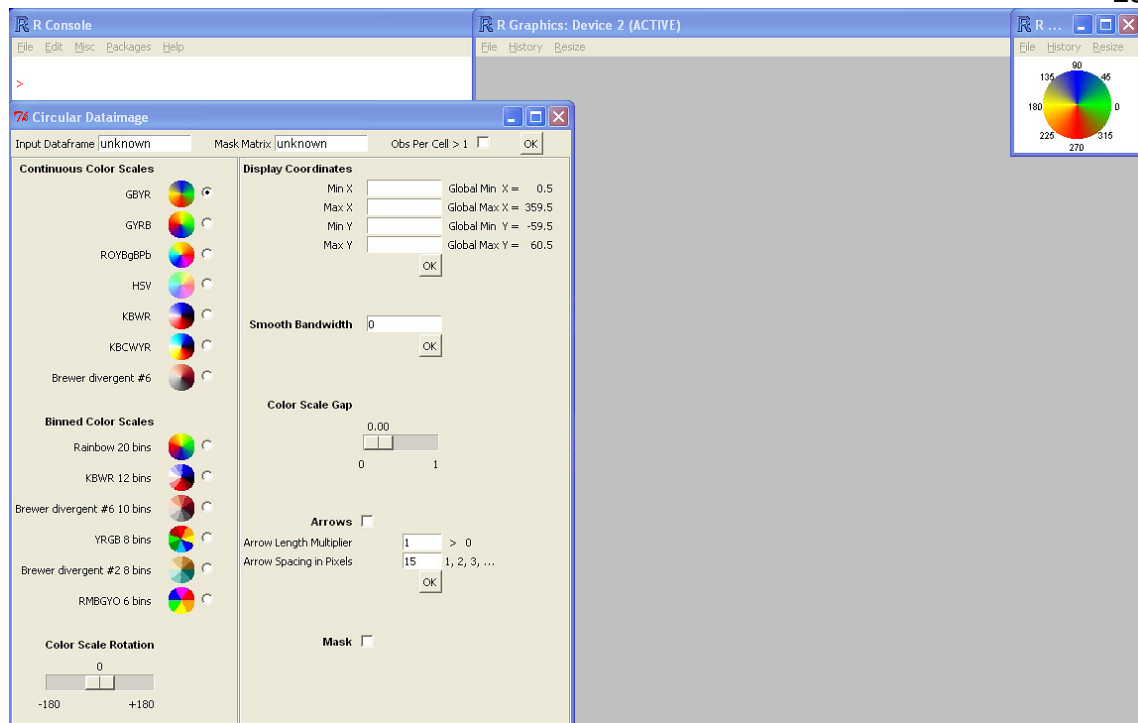 R Console
File Edit Misc Packages Help
>
R Graphics: Device 2 (ACTIVE)
File History Resize
R ...
File History Resize
90
135 45
180 0
225 315
270
Circular Dataimage
Input Dataframe unknown Mask Matrix unknown Obs Per Cell > 1 OK
Continuous Color Scales
GBYR
GYRB
ROYBgBPb
HSV
KBWR
KBCWYR
Brewer divergent #6
Binned Color Scales
Rainbow 20 bins
KBWR 12 bins
Brewer divergent #6 10 bins
YRGB 8 bins
Brewer divergent #2 8 bins
RMBGYO 6 bins
Color Scale Rotation
0
-180 +180
Display Coordinates
Min X Global Min X = 0.5
Max X Global Max X = 359.5
Min Y Global Min Y = -59.5
Max Y Global Max Y = 60.5
OK
Smooth Bandwidth 0
OK
Color Scale Gap
0.00
0 1
Arrows
Arrow Length Multiplier 1 > 0
Arrow Spacing in Pixels 15 1, 2, 3, ...
OK
Mask